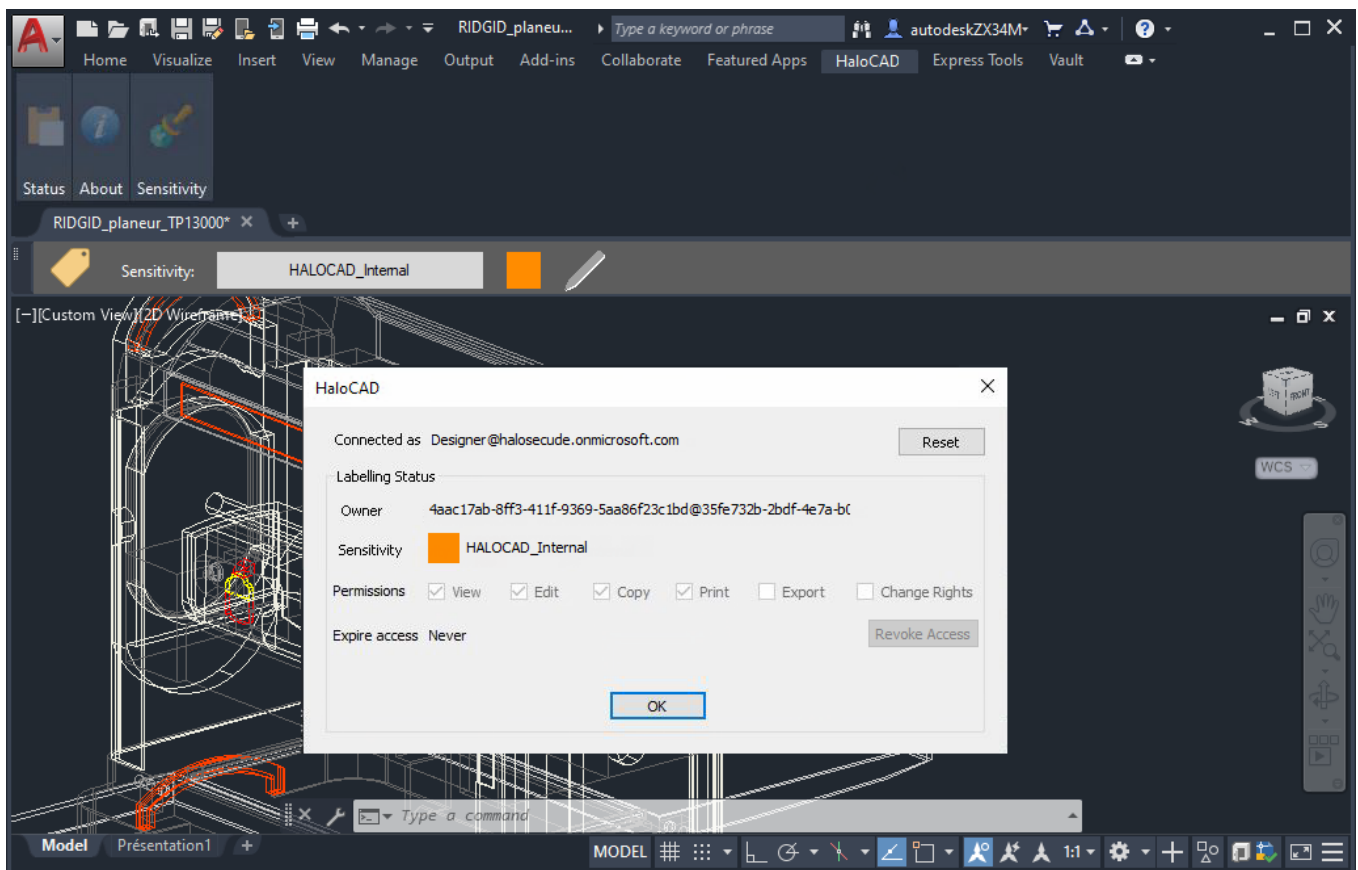 RIDGID_planeu... Type a keyword or phrase autodeskZX34M
Home Visualize Insert View Manage Output Add-ins Collaborate Featured Apps HaloCAD Express Tools Vault
Status About Sensitivity
RIDGID_planeur_TP13000*
Sensitivity: HALOCAD_Internal
[−][Custom View][2D Wireframe]
HaloCAD
Connected as Designer@halosecude.onmicrosoft.com Reset
Labelling Status
Owner 4aac17ab-8ff3-411f-9369-5aa86f23c1bd@35fe732b-2bdf-4e7a-b0
Sensitivity HALOCAD_Internal
Permissions View Edit Copy Print Export Change Rights
Expire access Never Revoke Access
OK
LEFT FRONT
WCS
Type a command
Model Présentation1 + MODEL 1:1